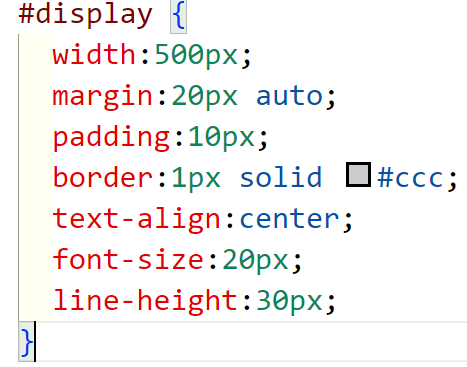 #display {
width:500px;
margin:20px auto;
padding:10px;
border:1px solid #ccc;
text-align:center;
font-size:20px;
line-height:30px;
}